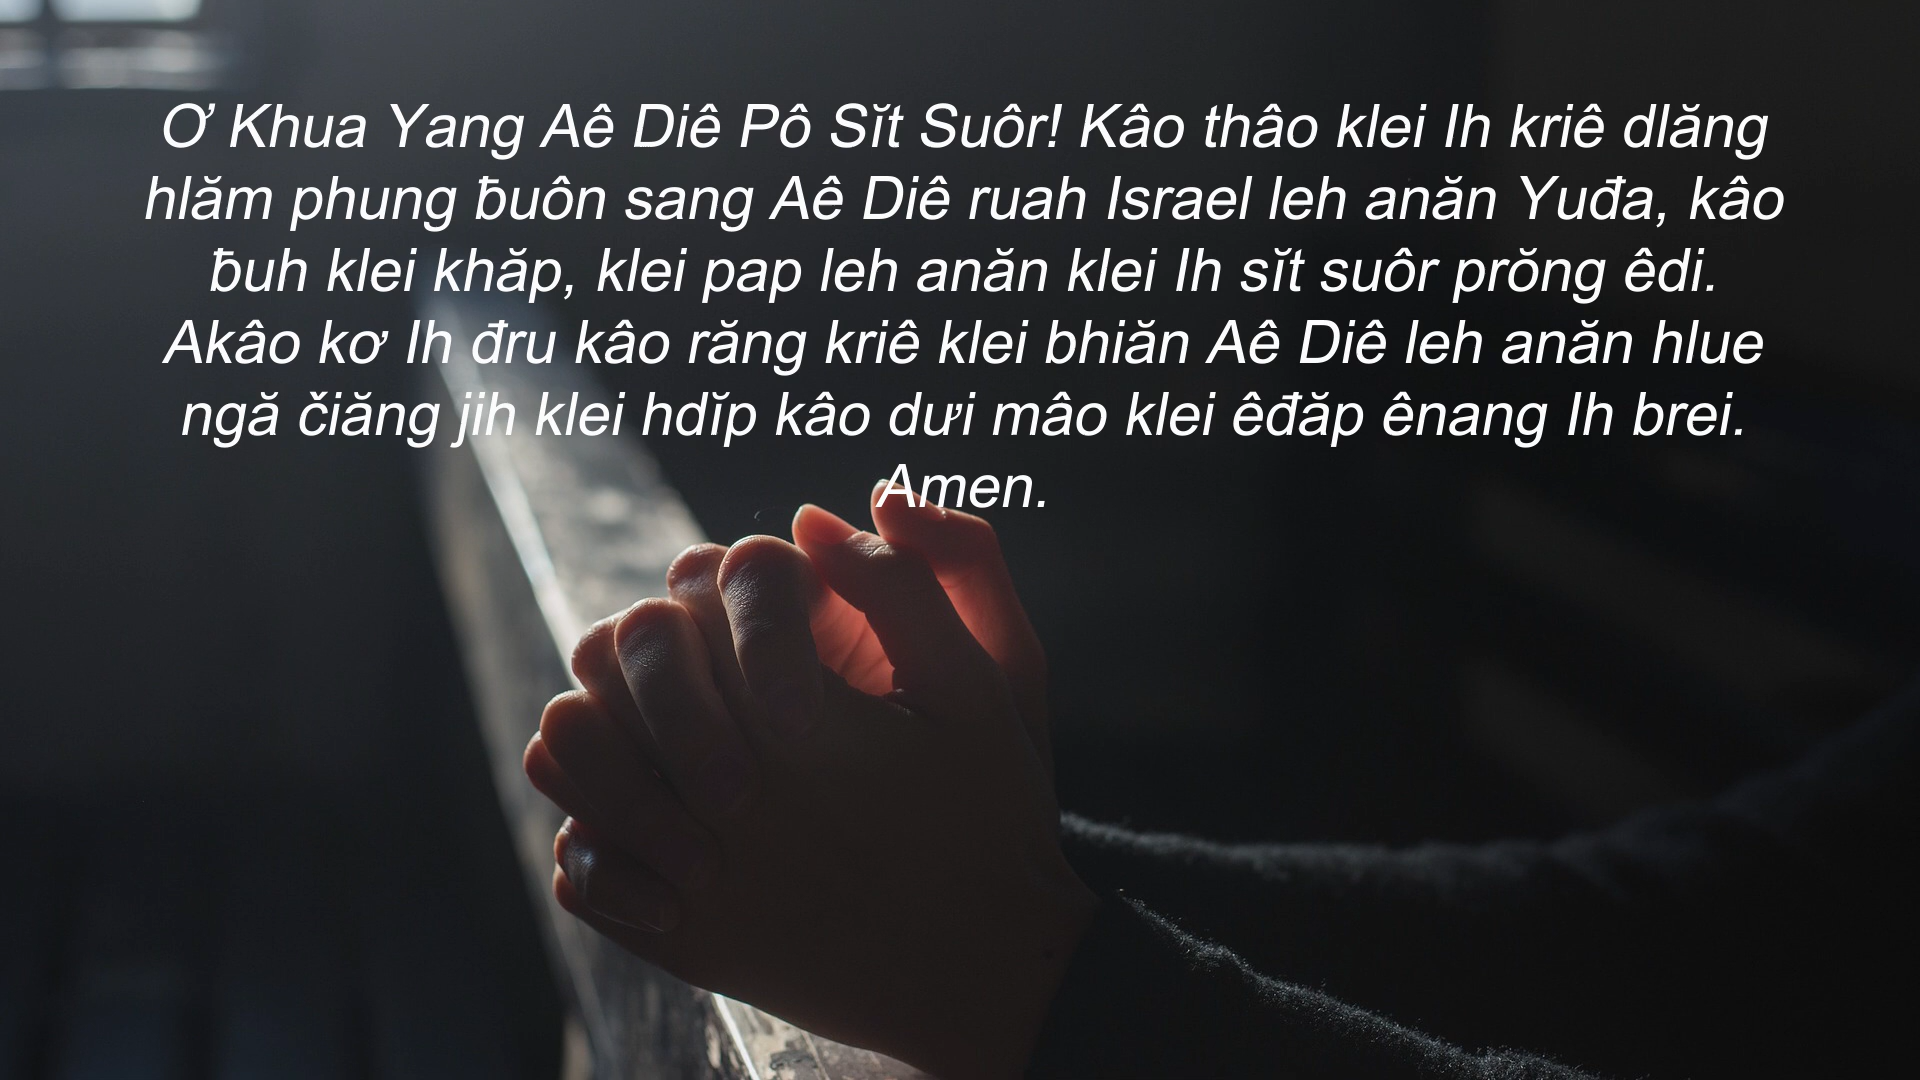 Ơ Khua Yang Aê Diê Pô Sĭt Suôr! Kâo thâo klei Ih kriê dlăng
hlăm phung ƀuôn sang Aê Diê ruah Israel leh anăn Yuđa, kâo
ƀuh klei khăp, klei pap leh anăn klei Ih sĭt suôr prŏng êdi.
Akâo kơ Ih đru kâo răng kriê klei bhiăn Aê Diê leh anăn hlue
ngă čiăng jih klei hdĭp kâo dưi mâo klei êđăp ênang Ih brei.
Amen.